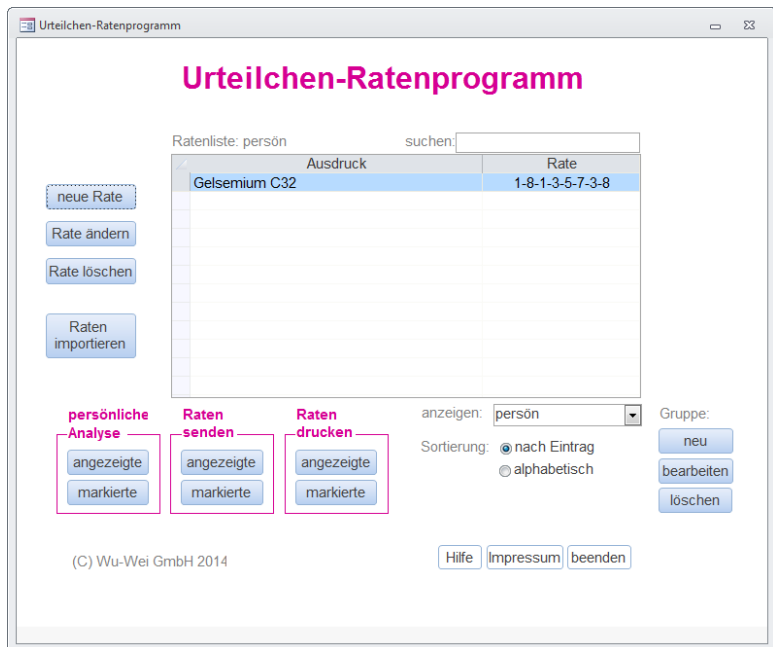 Urteilchen-Ratenprogramm
Urteilchen-Ratenprogramm
Ratenliste: persön suchen:
Ausdruck Rate
Gelsemium C32 1-8-1-3-5-7-3-8
neue Rate
Rate ändern
Rate löschen
Raten
importieren
persönliche
Analyse
angezeigte
markierte
Raten
senden
angezeigte
markierte
Raten
drucken
angezeigte
markierte
anzeigen: persön
Sortierung: nach Eintrag
alphabetisch
Gruppe:
neu
bearbeiten
löschen
(C) Wu-Wei GmbH 2014
Hilfe Impressum beenden